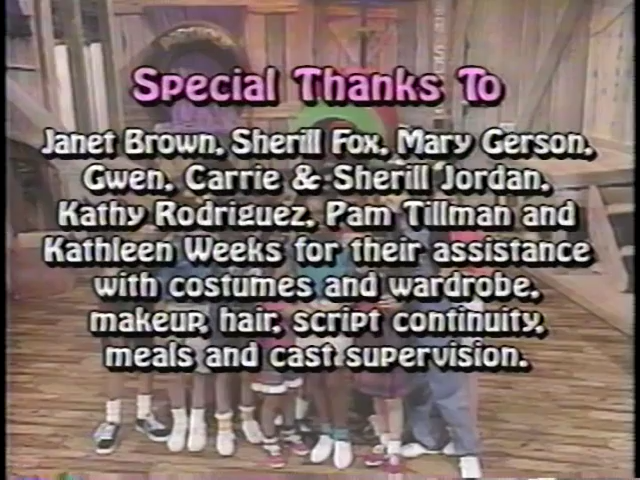 Special Thanks To
Janet Brown, Sherill Fox, Mary Gerson,
Gwen, Carrie & Sherill Jordan,
Kathy Rodriguez, Pam Tillman and
Kathleen Weeks for their assistance
with costumes and wardrobe,
makeup, hair, script continuity,
meals and cast supervision.